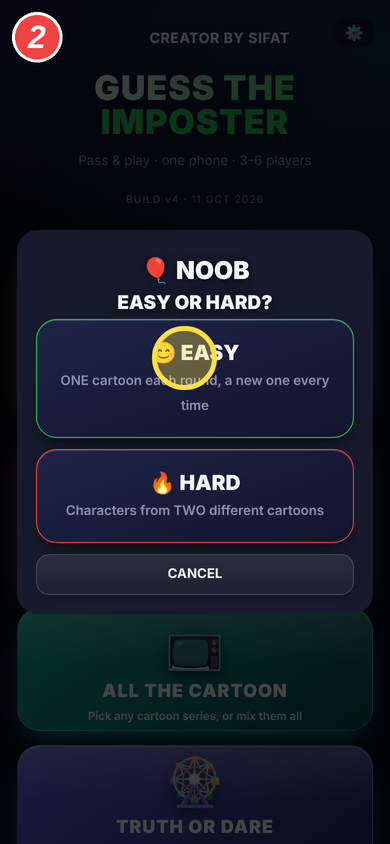 2
CREATOR BY SIFAT
GUESS THE
IMPOSTER
Pass & play · one phone · 3–6 players
BUILD v4 · 11 OCT 2026
🎈 NOOB
EASY OR HARD?
😊 EASY
ONE cartoon each round, a new one every
time
🔥 HARD
Characters from TWO different cartoons
CANCEL
ALL THE CARTOON
Pick any cartoon series, or mix them all
TRUTH OR DARE